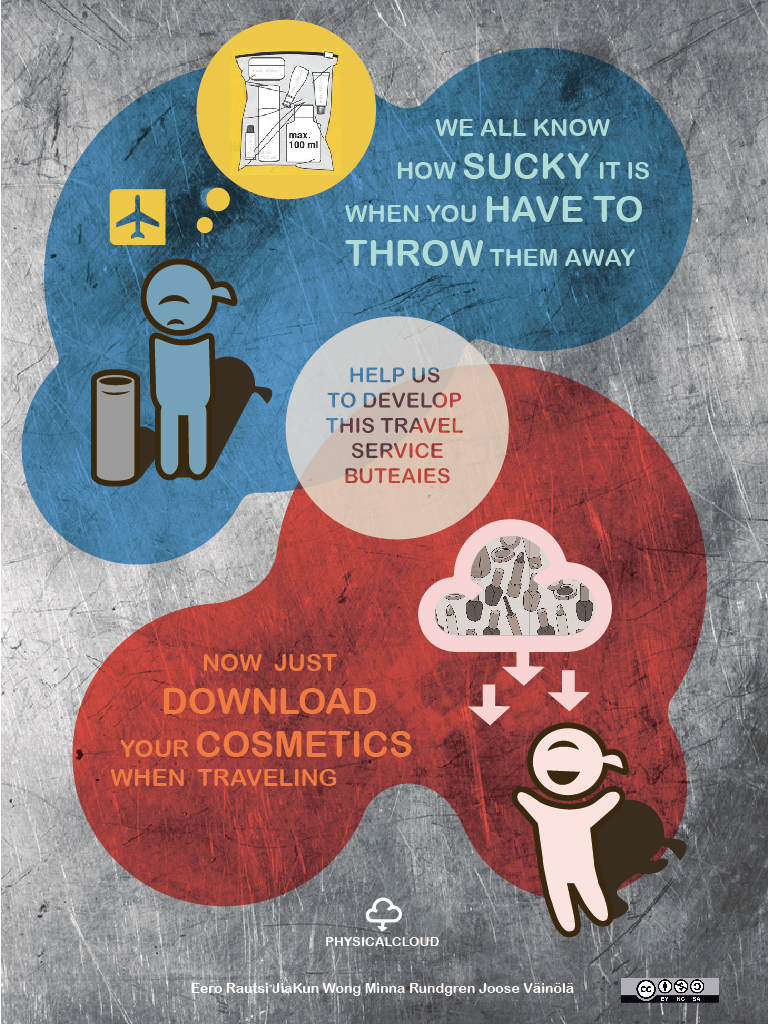 max.
100 ml
WE ALL KNOW
HOW SUCKY IT IS
WHEN YOU HAVE TO
THROW THEM AWAY
HELP US
TO DEVELOP
THIS TRAVEL
SERVICE
BUTEAIES
NOW JUST
DOWNLOAD
YOUR COSMETICS
WHEN TRAVELING
PHYSICALCLOUD
Eero Rautsi JiaKun Wong Minna Rundgren Joose Väinölä
cc
BY NC SA